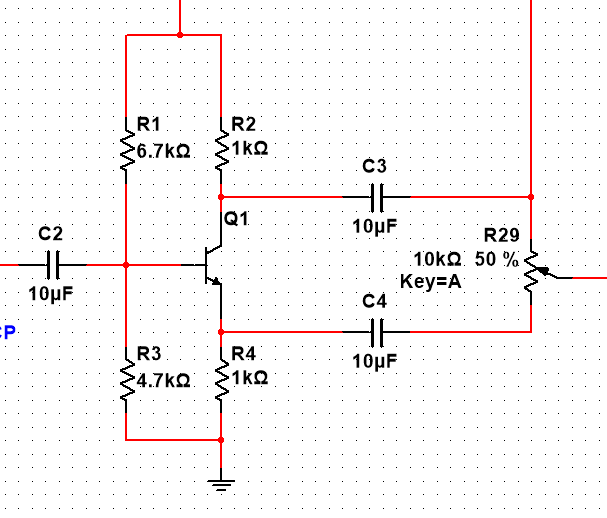 R1
6.7kΩ
R2
1kΩ
C3
10µF
Q1
C2
10µF
R29
10kΩ 50 %
Key=A
C4
10µF
CP
R3
4.7kΩ
R4
1kΩ